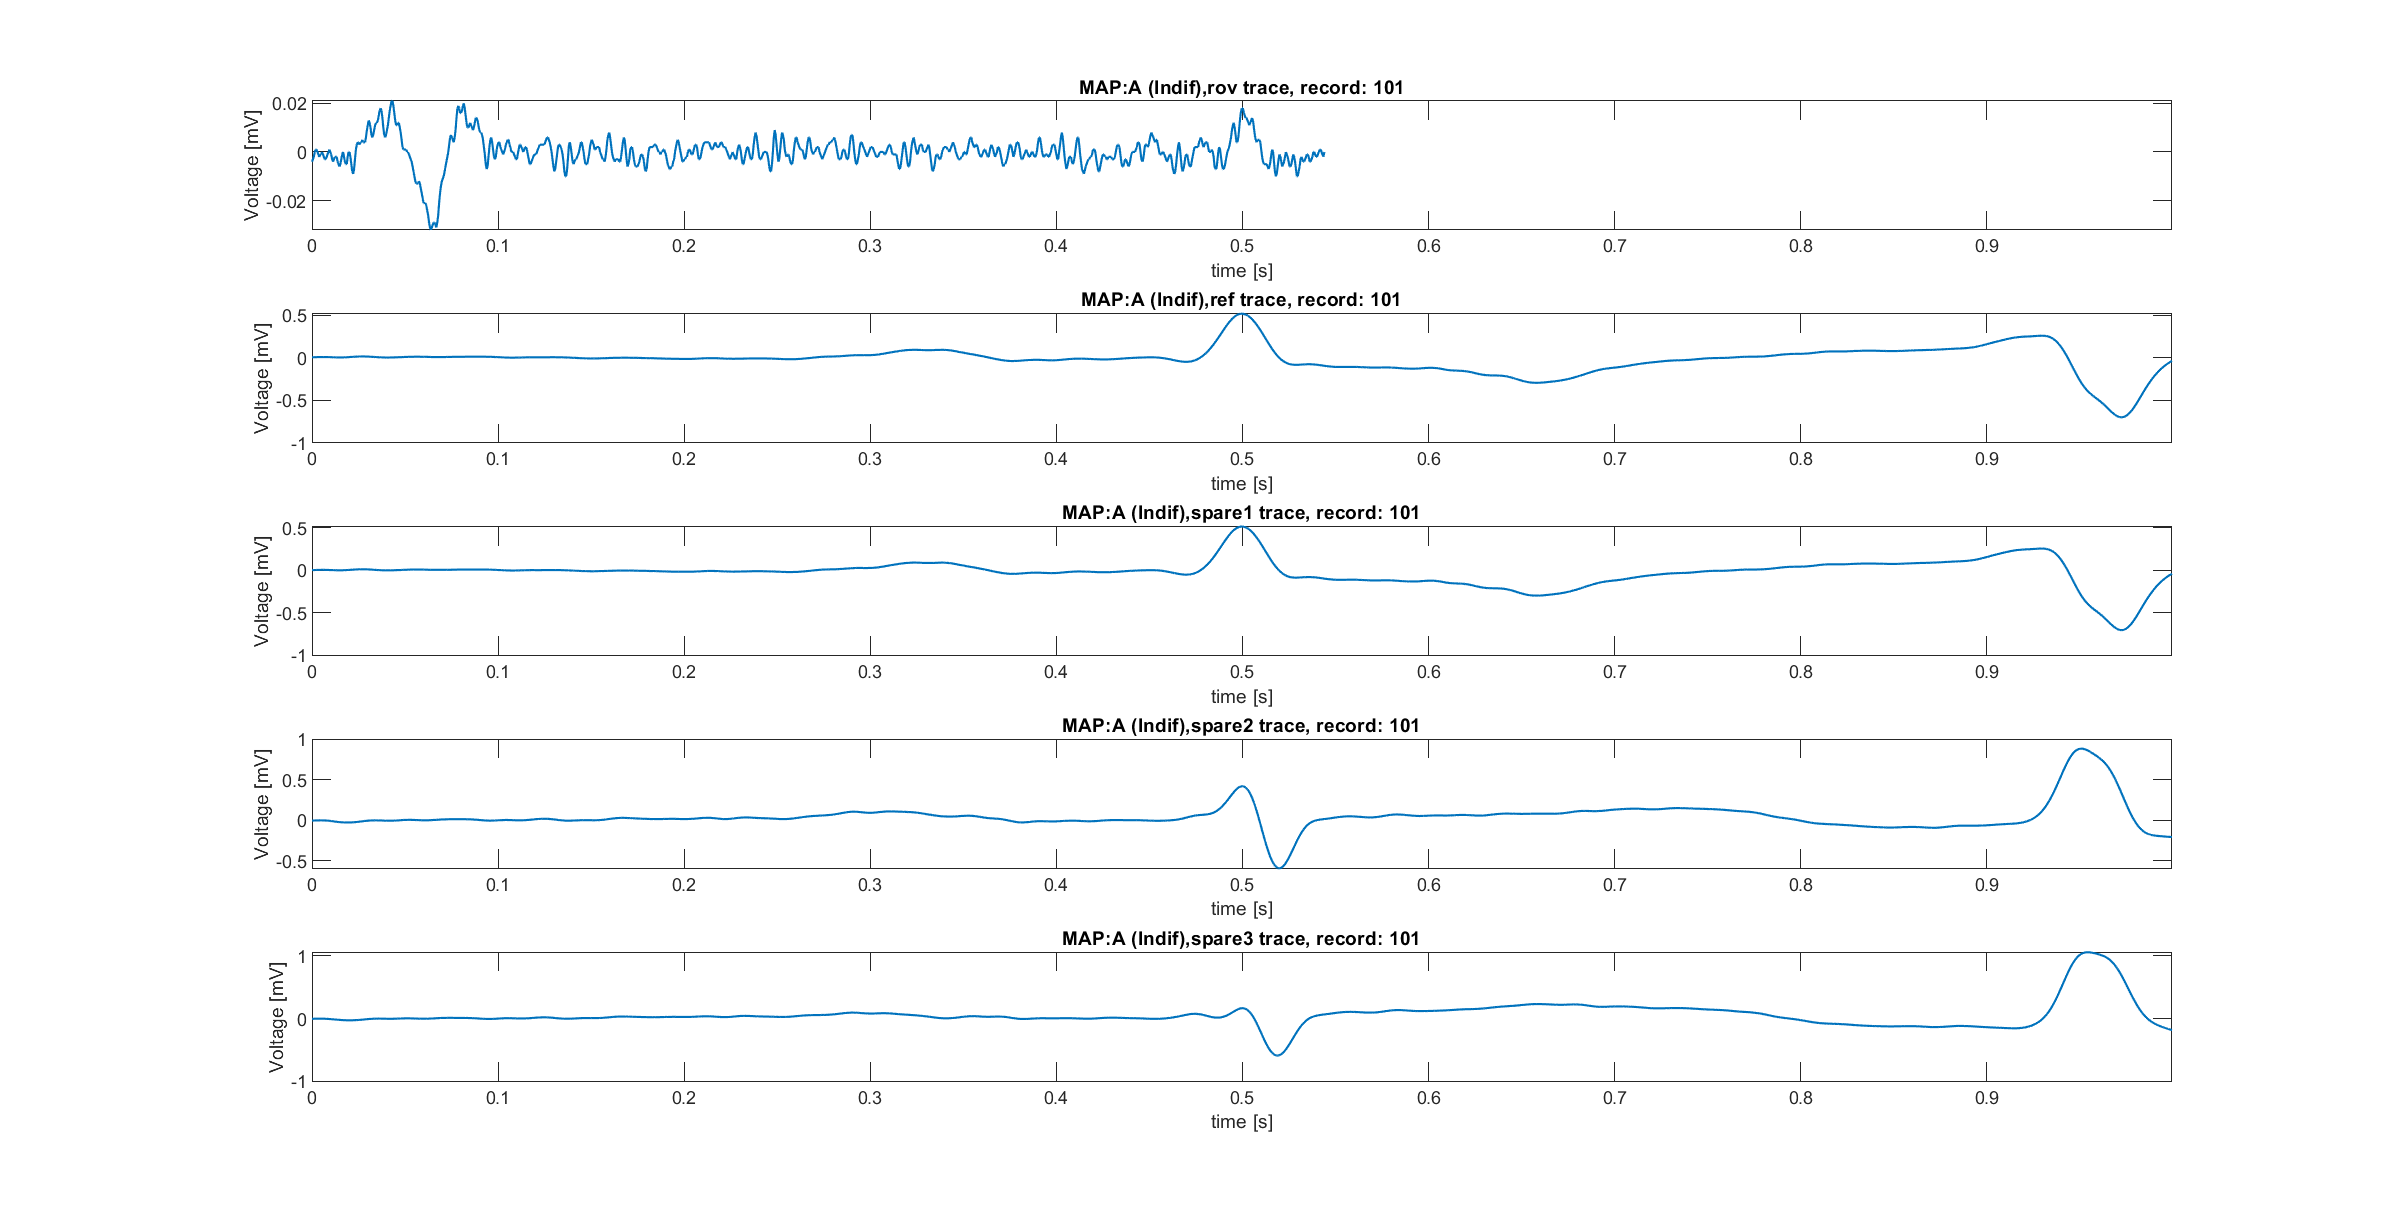 MAP:A (Indif),rov trace, record: 101
Voltage [mV]
0.02
0
-0.02
0 0.1 0.2 0.3 0.4 0.5 0.6 0.7 0.8 0.9
time [s]
MAP:A (Indif),ref trace, record: 101
Voltage [mV]
0.5
0
-0.5
-1
0 0.1 0.2 0.3 0.4 0.5 0.6 0.7 0.8 0.9
time [s]
MAP:A (Indif),spare1 trace, record: 101
Voltage [mV]
0.5
0
-0.5
-1
0 0.1 0.2 0.3 0.4 0.5 0.6 0.7 0.8 0.9
time [s]
MAP:A (Indif),spare2 trace, record: 101
Voltage [mV]
1
0.5
0
-0.5
0 0.1 0.2 0.3 0.4 0.5 0.6 0.7 0.8 0.9
time [s]
MAP:A (Indif),spare3 trace, record: 101
Voltage [mV]
1
0
-1
0 0.1 0.2 0.3 0.4 0.5 0.6 0.7 0.8 0.9
time [s]